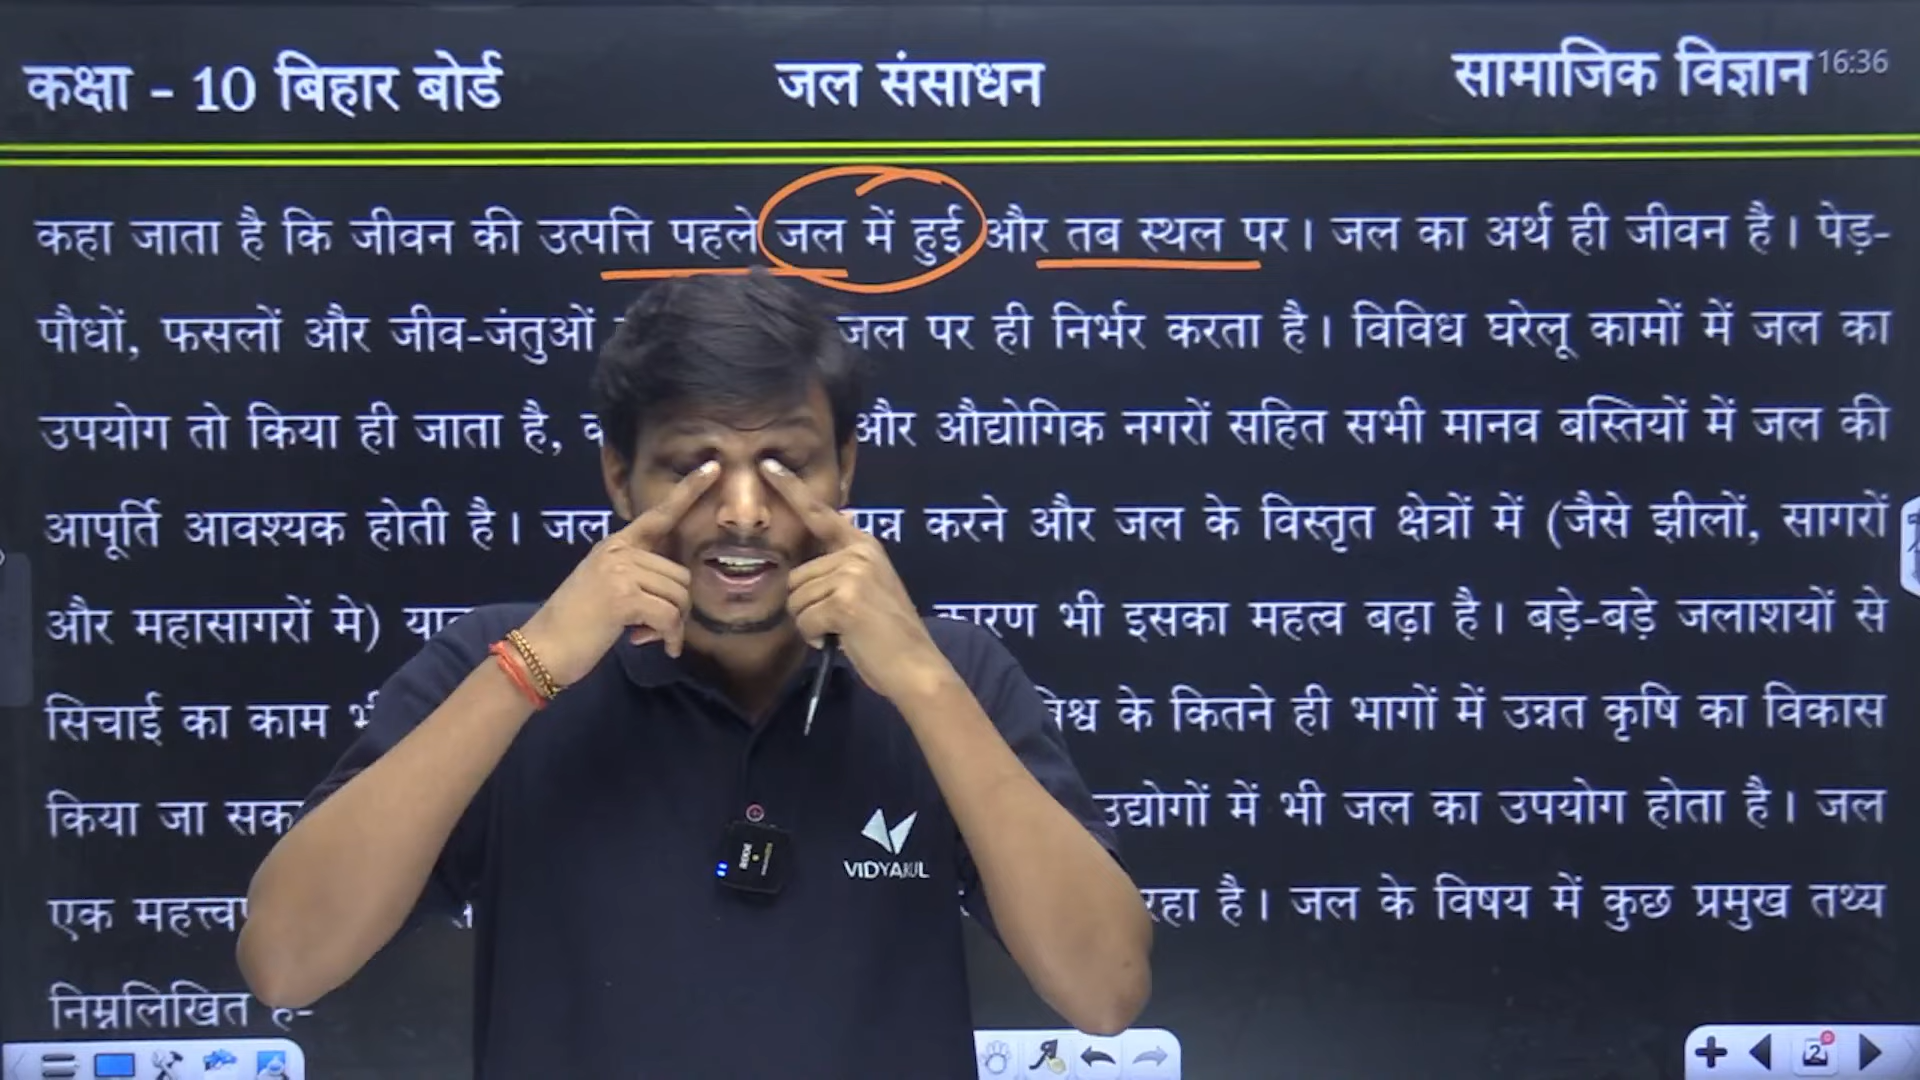 कक्षा - 10 बिहार बोर्ड जल संसाधन सामाजिक विज्ञान 16:36
कहा जाता है कि जीवन की उत्पत्ति पहले जल में हुई और तब स्थल पर। जल का अर्थ ही जीवन है। पेड़-
पौधों, फसलों और जीव-जंतुओं जल पर ही निर्भर करता है। विविध घरेलू कामों में जल का
उपयोग तो किया ही जाता है, और औद्योगिक नगरों सहित सभी मानव बस्तियों में जल की
आपूर्ति आवश्यक होती है। जल करने और जल के विस्तृत क्षेत्रों में (जैसे झीलों, सागरों
और महासागरों मे) कारण भी इसका महत्व बढ़ा है। बड़े-बड़े जलाशयों से
सिचाई का काम के कितने ही भागों में उन्नत कृषि का विकास
किया जा उद्योगों में भी जल का उपयोग होता है। जल
एक रहा है। जल के विषय में कुछ प्रमुख तथ्य
निम्नलिखित
VIDYAKUL
RODE
2